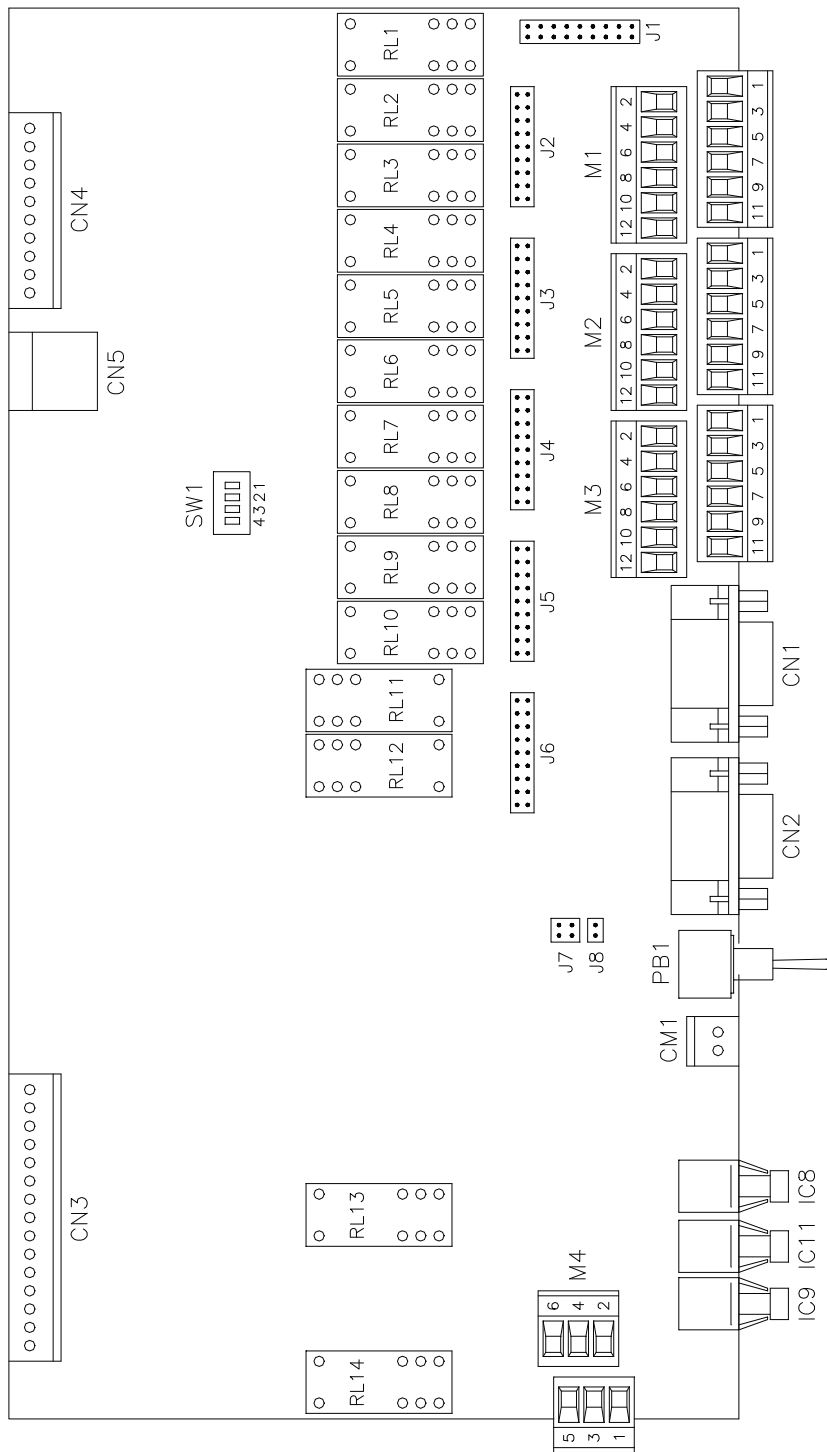 CN4
CN5
CN3
SW1
4321
RL1
RL2
RL3
RL4
RL5
RL6
RL7
RL8
RL9
RL10
RL11
RL12
RL13
RL14
J1
J2
J3
J4
J5
J6
J7
J8
M1
12 10 8 6 4 2
11 9 7 5 3 1
M2
12 10 8 6 4 2
11 9 7 5 3 1
M3
12 10 8 6 4 2
11 9 7 5 3 1
CN1
CN2
PB1
CM1
IC8
IC11
IC9
M4
6 4 2
5 3 1